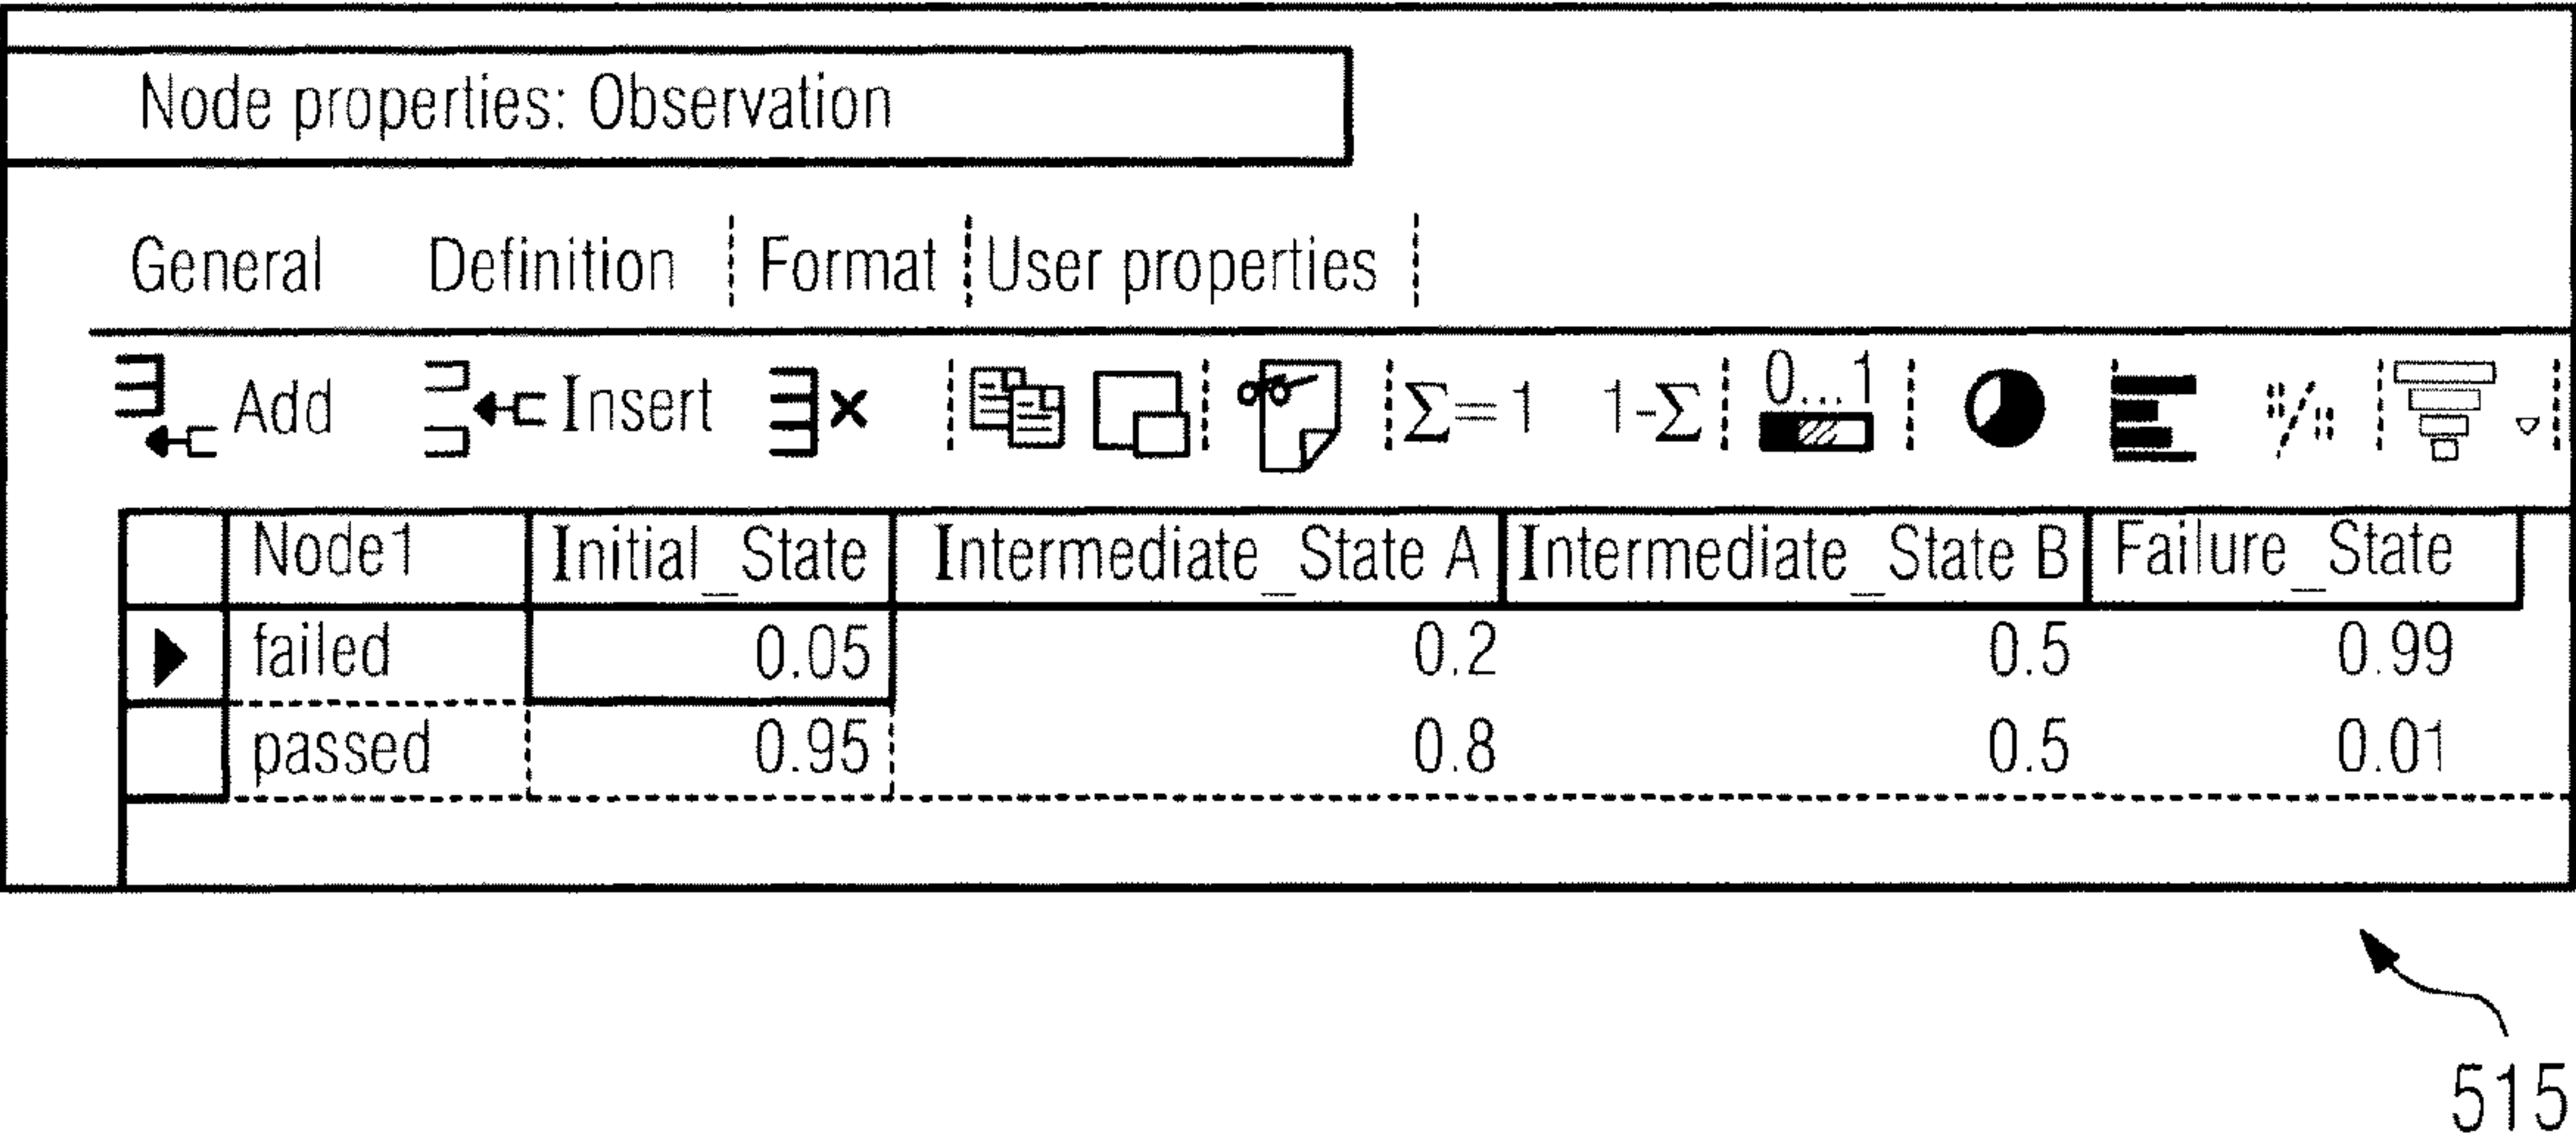 Node properties: Observation
General Definition Format User properties
Add Insert Σ=1 1-Σ 0...1 "/"
Node1 Initial_State Intermediate_State A Intermediate_State B Failure_State
failed 0.05 0.2 0.5 0.99
passed 0.95 0.8 0.5 0.01
515